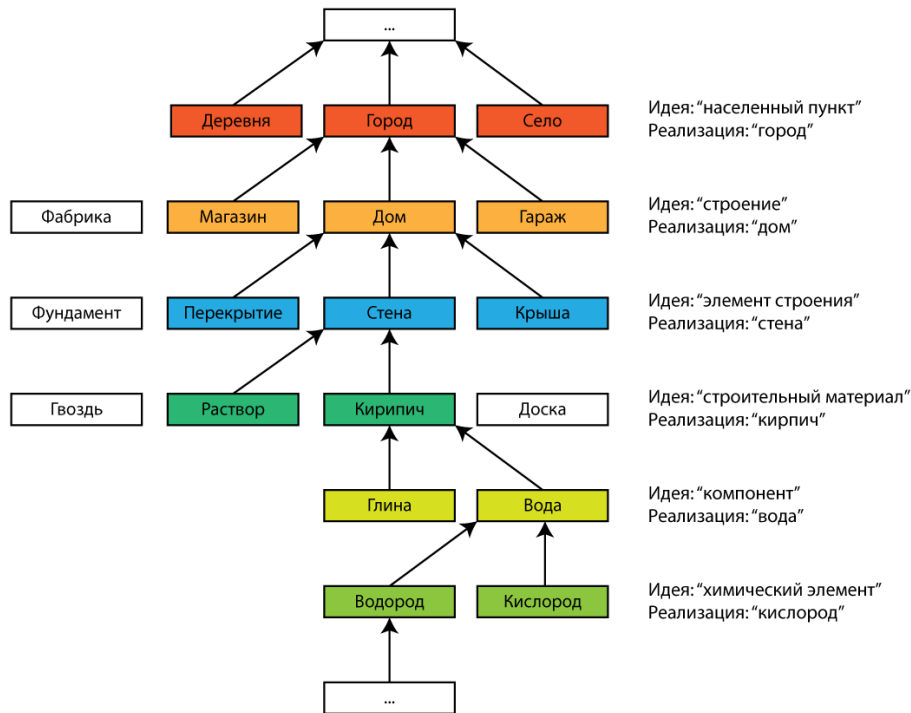 ...
Деревня
Город
Село
Идея: “населенный пункт”
Реализация: “город”
Фабрика
Магазин
Дом
Гараж
Идея: “строение”
Реализация: “дом”
Фундамент
Перекрытие
Стена
Крыша
Идея: “элемент строения”
Реализация: “стена”
Гвоздь
Раствор
Кирипич
Доска
Идея: “строительный материал”
Реализация: “кирпич”
Глина
Вода
Идея: “компонент”
Реализация: “вода”
Водород
Кислород
Идея: “химический элемент”
Реализация: “кислород”
...